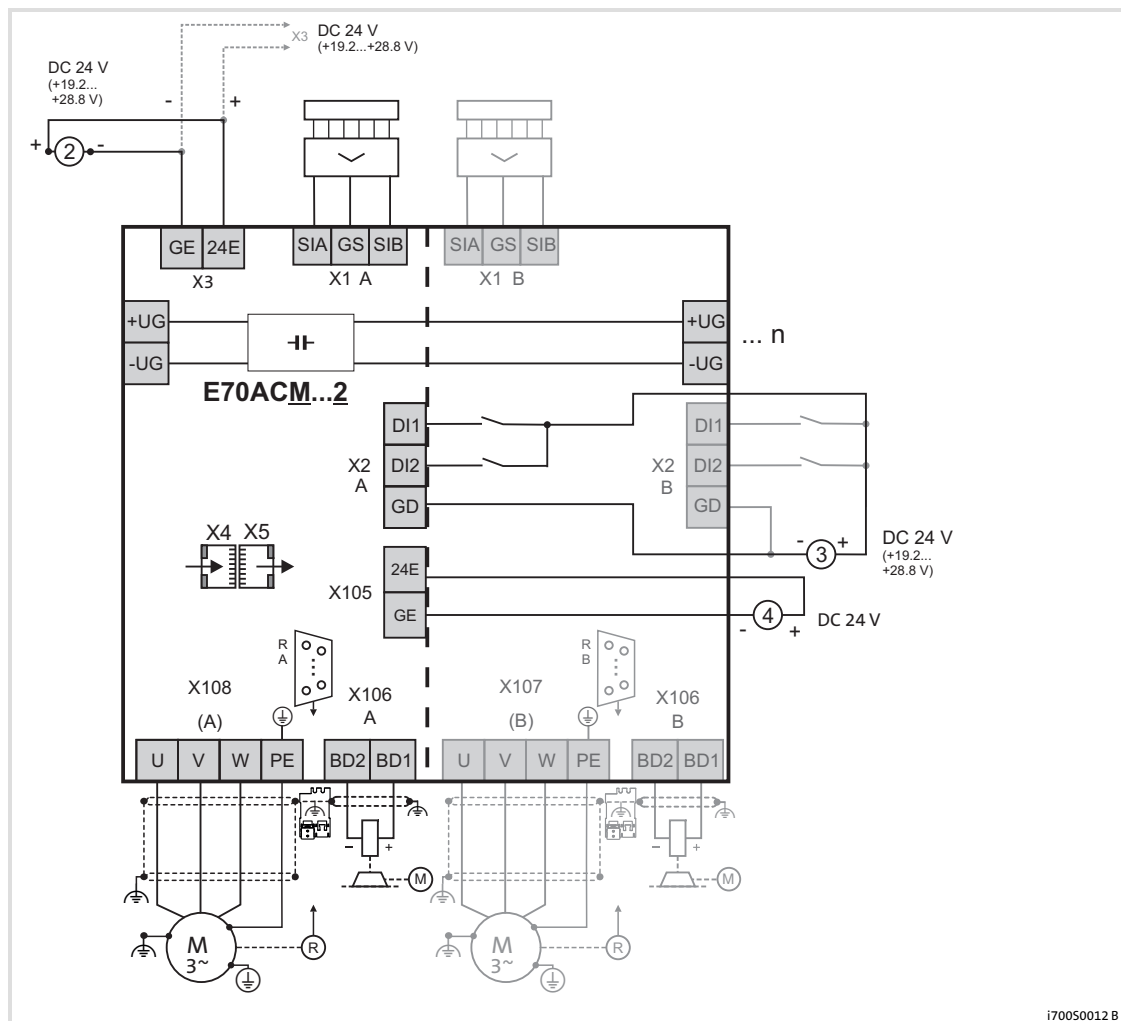 X3 DC 24 V
(+19.2...+28.8 V)
DC 24 V
(+19.2...
+28.8 V)
- +
+ 2 -
GE 24E
X3
SIA GS SIB
X1 A
SIA GS SIB
X1 B
+UG
-UG
+UG
-UG
... n
E70ACM...2
DI1
DI2
GD
X2
A
DI1
DI2
GD
X2
B
- 3 +
DC 24 V
(+19.2...
+28.8 V)
X4 X5
24E
GE
X105
- 4 +
DC 24 V
R
A
R
B
X108
(A)
X106
A
X107
(B)
X106
B
U V W PE
BD2 BD1
U V W PE
BD2 BD1
- +
M
- +
M
M
3~
R
M
3~
R
i700S0012 B